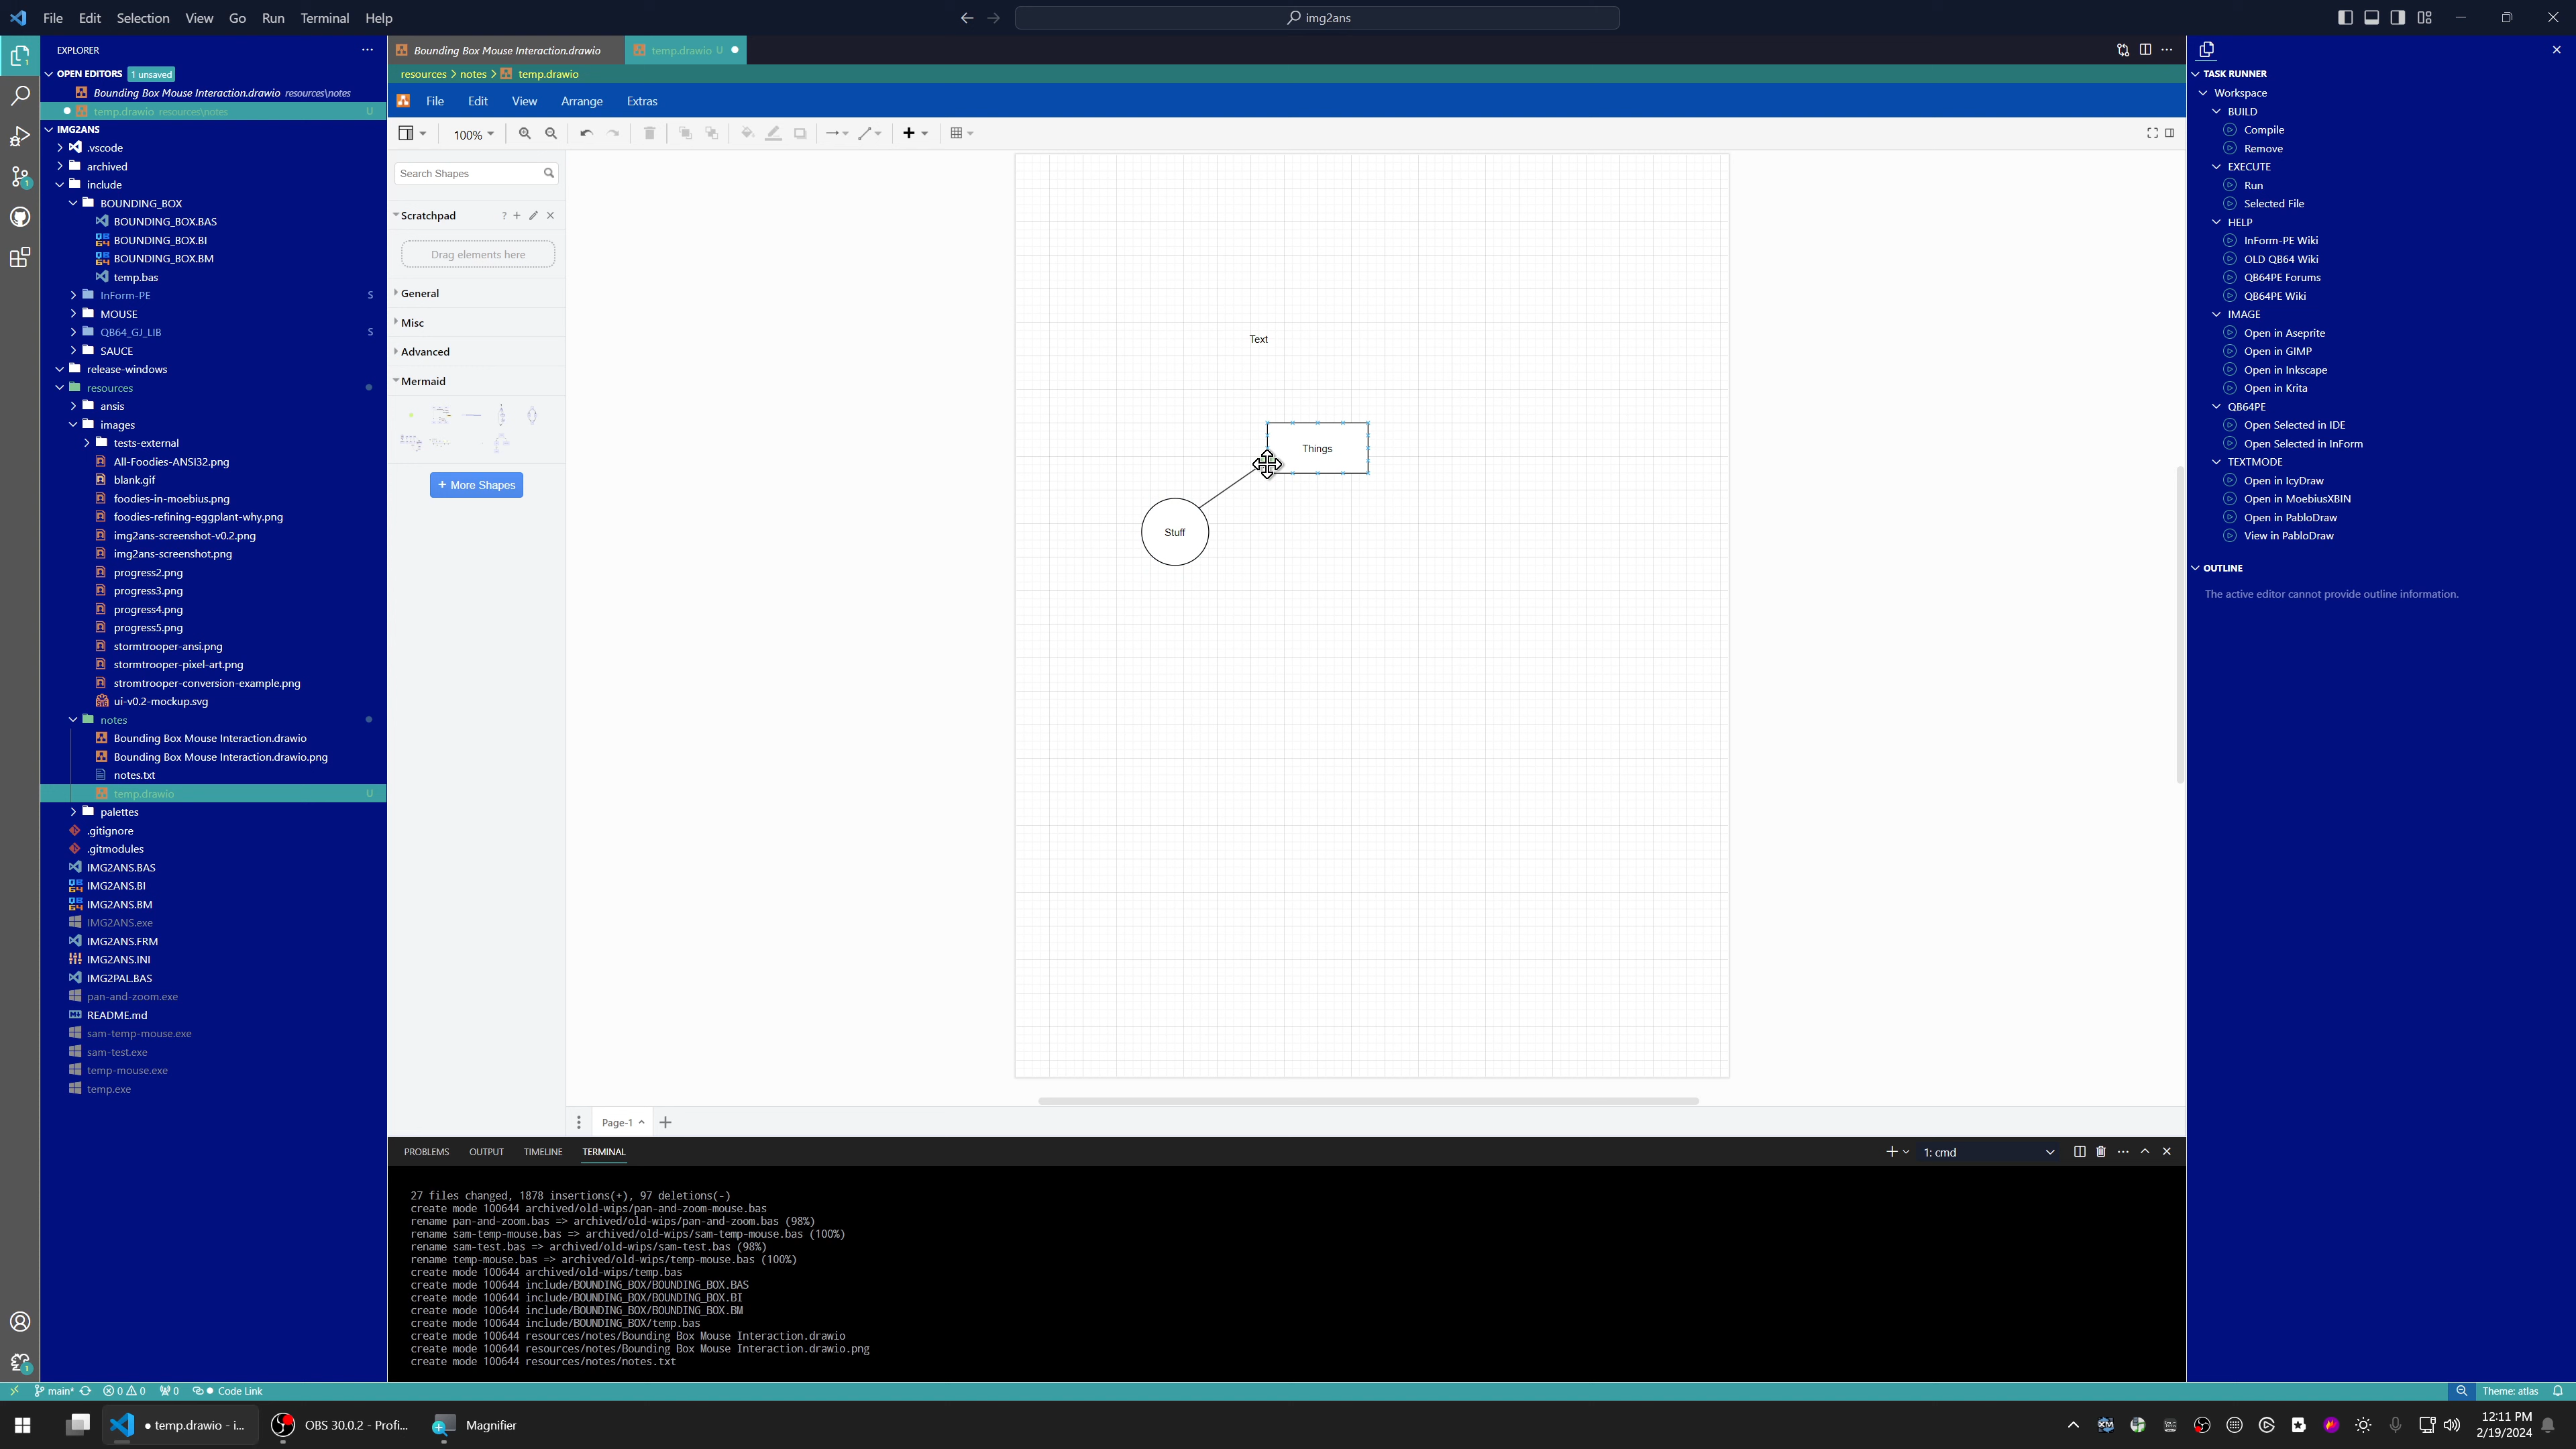 File Edit Selection View Go Run Terminal Help
img2ans
EXPLORER
OPEN EDITORS 1 unsaved
Bounding Box Mouse Interaction.drawio resources\notes
temp.drawio resources\notes U
IMG2ANS
.vscode
archived
include
BOUNDING_BOX
BOUNDING_BOX.BAS
BOUNDING_BOX.BI
BOUNDING_BOX.BM
temp.bas
InForm-PE S
MOUSE
QB64_GJ_LIB S
SAUCE
release-windows
resources
ansis
images
tests-external
All-Foodies-ANSI32.png
blank.gif
foodies-in-moebius.png
foodies-refining-eggplant-why.png
img2ans-screenshot-v0.2.png
img2ans-screenshot.png
progress2.png
progress3.png
progress4.png
progress5.png
stormtrooper-ansi.png
stormtrooper-pixel-art.png
stromtrooper-conversion-example.png
ui-v0.2-mockup.svg
notes
Bounding Box Mouse Interaction.drawio
Bounding Box Mouse Interaction.drawio.png
notes.txt
temp.drawio U
palettes
.gitignore
.gitmodules
IMG2ANS.BAS
IMG2ANS.BI
IMG2ANS.BM
IMG2ANS.exe
IMG2ANS.FRM
IMG2ANS.INI
IMG2PAL.BAS
pan-and-zoom.exe
README.md
sam-temp-mouse.exe
sam-test.exe
temp-mouse.exe
temp.exe
Bounding Box Mouse Interaction.drawio
temp.drawio U
resources > notes > temp.drawio
File Edit View Arrange Extras
100%
Search Shapes
Scratchpad ?
Drag elements here
General
Misc
Advanced
Mermaid
+ More Shapes
Text
Things
Stuff
Page-1
PROBLEMS OUTPUT TIMELINE TERMINAL
1: cmd
27 files changed, 1878 insertions(+), 97 deletions(-)
create mode 100644 archived/old-wips/pan-and-zoom-mouse.bas
rename pan-and-zoom.bas => archived/old-wips/pan-and-zoom.bas (98%)
rename sam-temp-mouse.bas => archived/old-wips/sam-temp-mouse.bas (100%)
rename sam-test.bas => archived/old-wips/sam-test.bas (98%)
rename temp-mouse.bas => archived/old-wips/temp-mouse.bas (100%)
create mode 100644 archived/old-wips/temp.bas
create mode 100644 include/BOUNDING_BOX/BOUNDING_BOX.BAS
create mode 100644 include/BOUNDING_BOX/BOUNDING_BOX.BI
create mode 100644 include/BOUNDING_BOX/BOUNDING_BOX.BM
create mode 100644 include/BOUNDING_BOX/temp.bas
create mode 100644 resources/notes/Bounding Box Mouse Interaction.drawio
create mode 100644 resources/notes/Bounding Box Mouse Interaction.drawio.png
create mode 100644 resources/notes/notes.txt
TASK RUNNER
Workspace
BUILD
Compile
Remove
EXECUTE
Run
Selected File
HELP
InForm-PE Wiki
OLD QB64 Wiki
QB64PE Forums
QB64PE Wiki
IMAGE
Open in Aseprite
Open in GIMP
Open in Inkscape
Open in Krita
QB64PE
Open Selected in IDE
Open Selected in InForm
TEXTMODE
Open in IcyDraw
Open in MoebiusXBIN
Open in PabloDraw
View in PabloDraw
OUTLINE
The active editor cannot provide outline information.
main* 0 0 0 Code Link
Theme: atlas
temp.drawio - i...
OBS 30.0.2 - Profi...
Magnifier
12:11 PM
2/19/2024